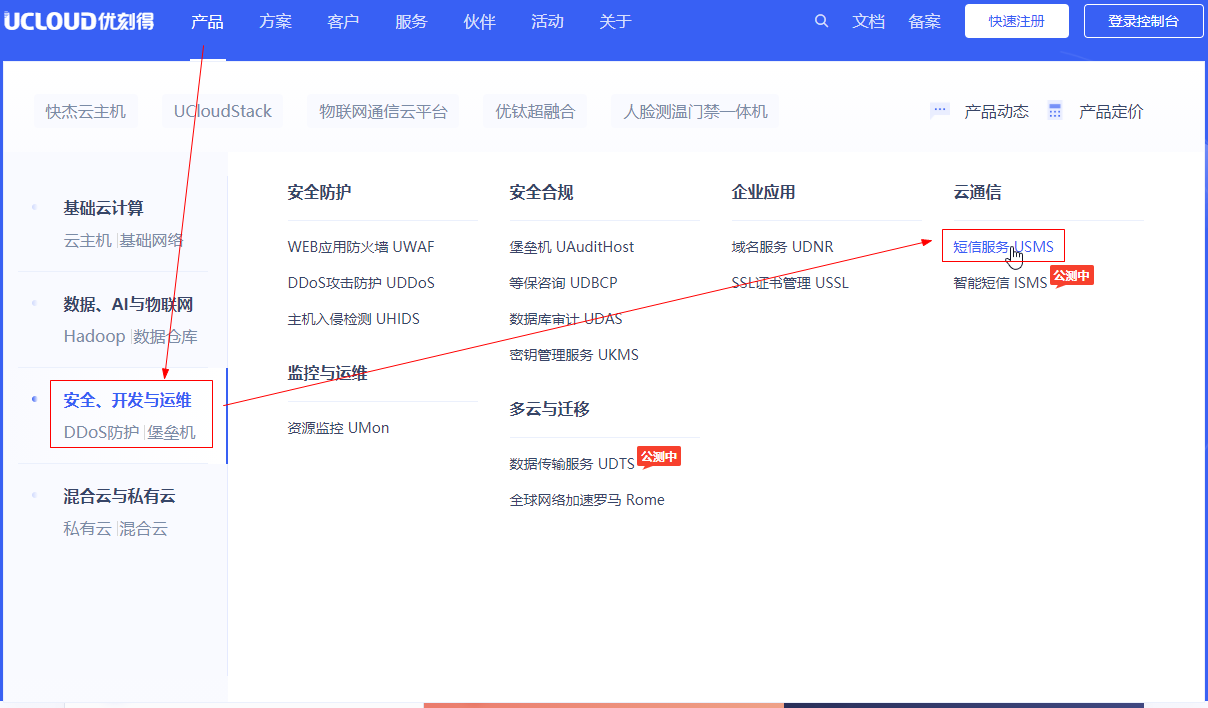 UCLOUD优刻得 产品 方案 客户 服务 伙伴 活动 关于 文档 备案 快速注册 登录控制台
快杰云主机 UCloudStack 物联网通信云平台 优钛超融合 人脸测温门禁一体机 产品动态 产品定价
基础云计算
云主机 基础网络
数据、AI与物联网
Hadoop 数据仓库
安全、开发与运维
DDoS防护 堡垒机
混合云与私有云
私有云 混合云
安全防护
WEB应用防火墙 UWAF
DDoS攻击防护 UDDoS
主机入侵检测 UHIDS
监控与运维
资源监控 UMon
安全合规
堡垒机 UAuditHost
等保咨询 UDBCP
数据库审计 UDAS
密钥管理服务 UKMS
多云与迁移
数据传输服务 UDTS 公测中
全球网络加速罗马 Rome
企业应用
域名服务 UDNR
SSL证书管理 USSL
云通信
短信服务 USMS
智能短信 ISMS 公测中